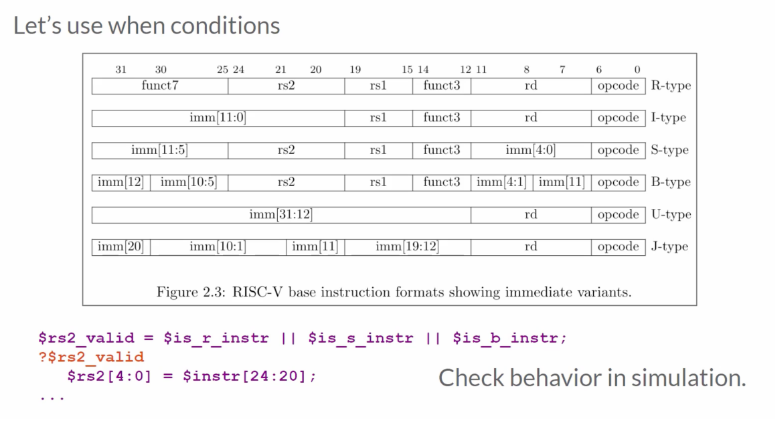 Let's use when conditions
31 30 25 24 21 20 19 15 14 12 11 8 7 6 0
funct7 rs2 rs1 funct3 rd opcode R-type
imm[11:0] rs1 funct3 rd opcode I-type
imm[11:5] rs2 rs1 funct3 imm[4:0] opcode S-type
imm[12] imm[10:5] rs2 rs1 funct3 imm[4:1] imm[11] opcode B-type
imm[31:12] rd opcode U-type
imm[20] imm[10:1] imm[11] imm[19:12] rd opcode J-type
Figure 2.3: RISC-V base instruction formats showing immediate variants.
$rs2_valid = $is_r_instr || $is_s_instr || $is_b_instr;
?$rs2_valid
$rs2[4:0] = $instr[24:20];
...
Check behavior in simulation.